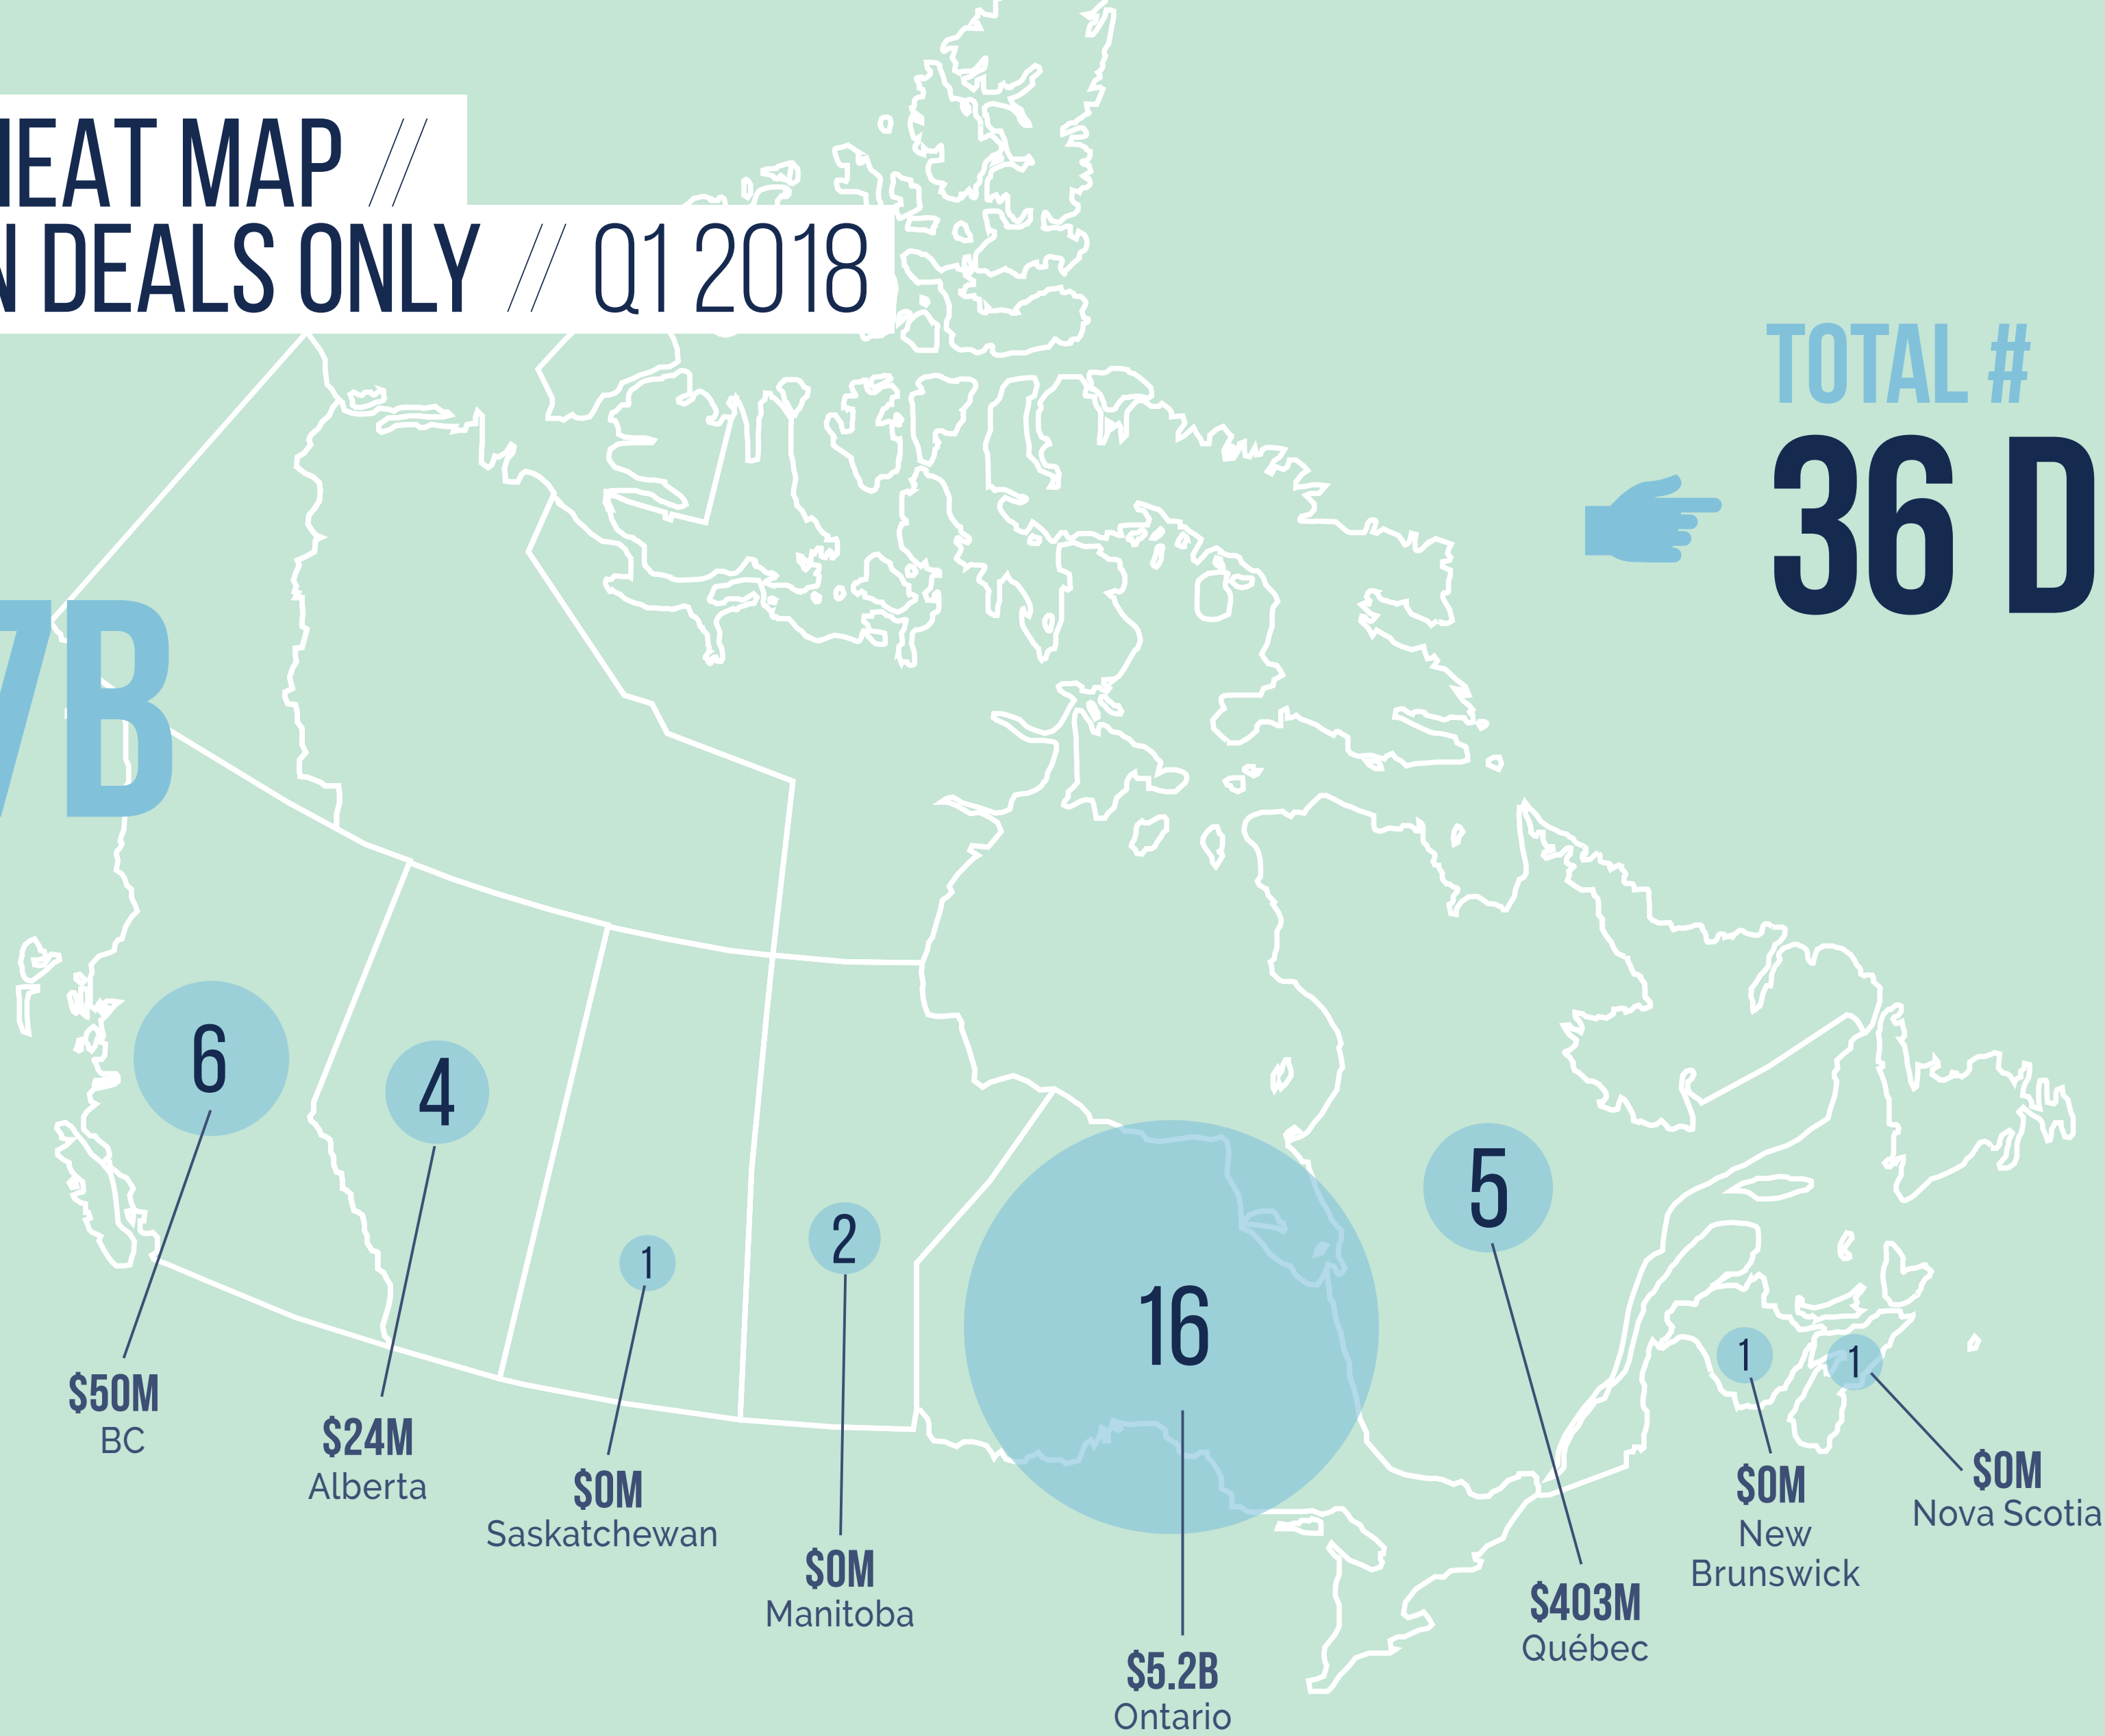 HEAT MAP //
N DEALS ONLY // Q1 2018
TOTAL #
36 D
7B
6
4
1
2
16
5
1
1
$50M
BC
$24M
Alberta
$0M
Saskatchewan
$0M
Manitoba
$5.2B
Ontario
$403M
Québec
$0M
New
Brunswick
$0M
Nova Scotia